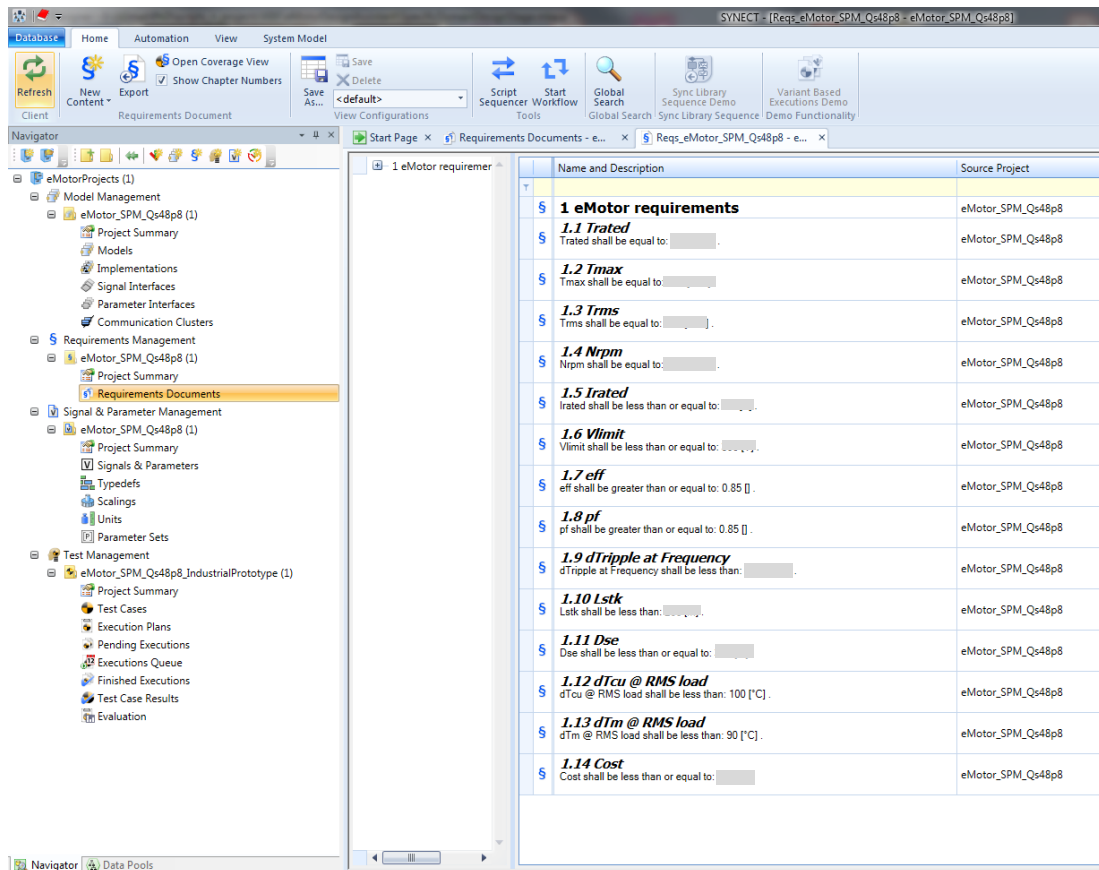 SYNECT - [Reqs_eMotor_SPM_Qs48p8 - eMotor_SPM_Qs48p8]
Database Home Automation View System Model
Refresh
New Content
Export
Open Coverage View
Show Chapter Numbers
Save As...
Save
Delete
<default>
Script Sequencer
Start Workflow
Global Search
Sync Library Sequence Demo
Variant Based Executions Demo
Client Requirements Document View Configurations Tools Global Search Sync Library Sequence Demo Functionality
Navigator
Start Page Requirements Documents - e... Reqs_eMotor_SPM_Qs48p8 - e...
eMotorProjects (1)
Model Management
eMotor_SPM_Qs48p8 (1)
Project Summary
Models
Implementations
Signal Interfaces
Parameter Interfaces
Communication Clusters
Requirements Management
eMotor_SPM_Qs48p8 (1)
Project Summary
Requirements Documents
Signal & Parameter Management
eMotor_SPM_Qs48p8 (1)
Project Summary
Signals & Parameters
Typedefs
Scalings
Units
Parameter Sets
Test Management
eMotor_SPM_Qs48p8_IndustrialPrototype (1)
Project Summary
Test Cases
Execution Plans
Pending Executions
Executions Queue
Finished Executions
Test Case Results
Evaluation
Navigator Data Pools
1 eMotor requiremer
Name and Description Source Project
§ 1 eMotor requirements eMotor_SPM_Qs48p8
1.1 Trated
§ Trated shall be equal to: . eMotor_SPM_Qs48p8
1.2 Tmax
§ Tmax shall be equal to: eMotor_SPM_Qs48p8
1.3 Trms
§ Trms shall be equal to: ] . eMotor_SPM_Qs48p8
1.4 Nrpm
§ Nrpm shall be equal to: . eMotor_SPM_Qs48p8
1.5 Irated
§ Irated shall be less than or equal to: . eMotor_SPM_Qs48p8
1.6 Vlimit
§ Vlimit shall be less than or equal to: . eMotor_SPM_Qs48p8
1.7 eff
§ eff shall be greater than or equal to: 0.85 [] . eMotor_SPM_Qs48p8
1.8 pf
§ pf shall be greater than or equal to: 0.85 [] . eMotor_SPM_Qs48p8
1.9 dTripple at Frequency
§ dTripple at Frequency shall be less than: . eMotor_SPM_Qs48p8
1.10 Lstk
§ Lstk shall be less than: . eMotor_SPM_Qs48p8
1.11 Dse
§ Dse shall be less than or equal to: eMotor_SPM_Qs48p8
1.12 dTcu @ RMS load
§ dTcu @ RMS load shall be less than: 100 [°C] . eMotor_SPM_Qs48p8
1.13 dTm @ RMS load
§ dTm @ RMS load shall be less than: 90 [°C] . eMotor_SPM_Qs48p8
1.14 Cost
§ Cost shall be less than or equal to: eMotor_SPM_Qs48p8